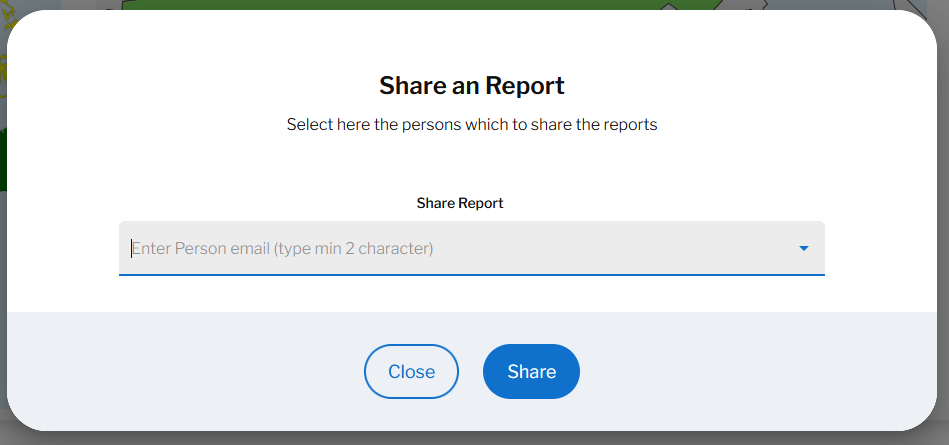 Share an Report
Select here the persons which to share the reports
Share Report
Enter Person email (type min 2 character)
Close
Share